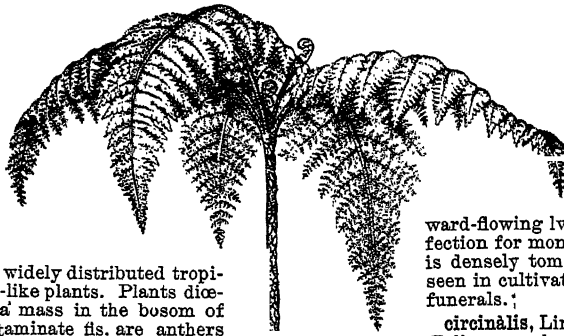 widely distributed tropi-
-like plants. Plants diœ-
a mass in the bosom of
taminate fls. are anthers
ward-flowing lv
fection for mon
is densely tom
seen in cultivat
funerals.
circinàlis, Lin